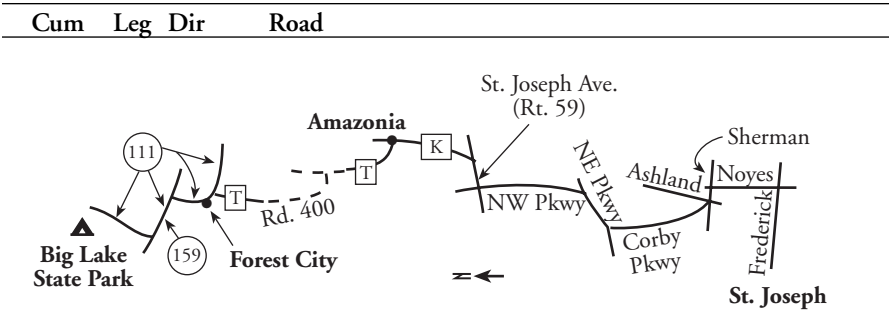 Cum Leg Dir Road
St. Joseph Ave.
(Rt. 59)
Amazonia
Sherman
111
K
NE Pkwy
T
Ashland
Noyes
T
Rd. 400
NW Pkwy
Frederick
Big Lake
State Park
159
Forest City
Corby
Pkwy
N
St. Joseph